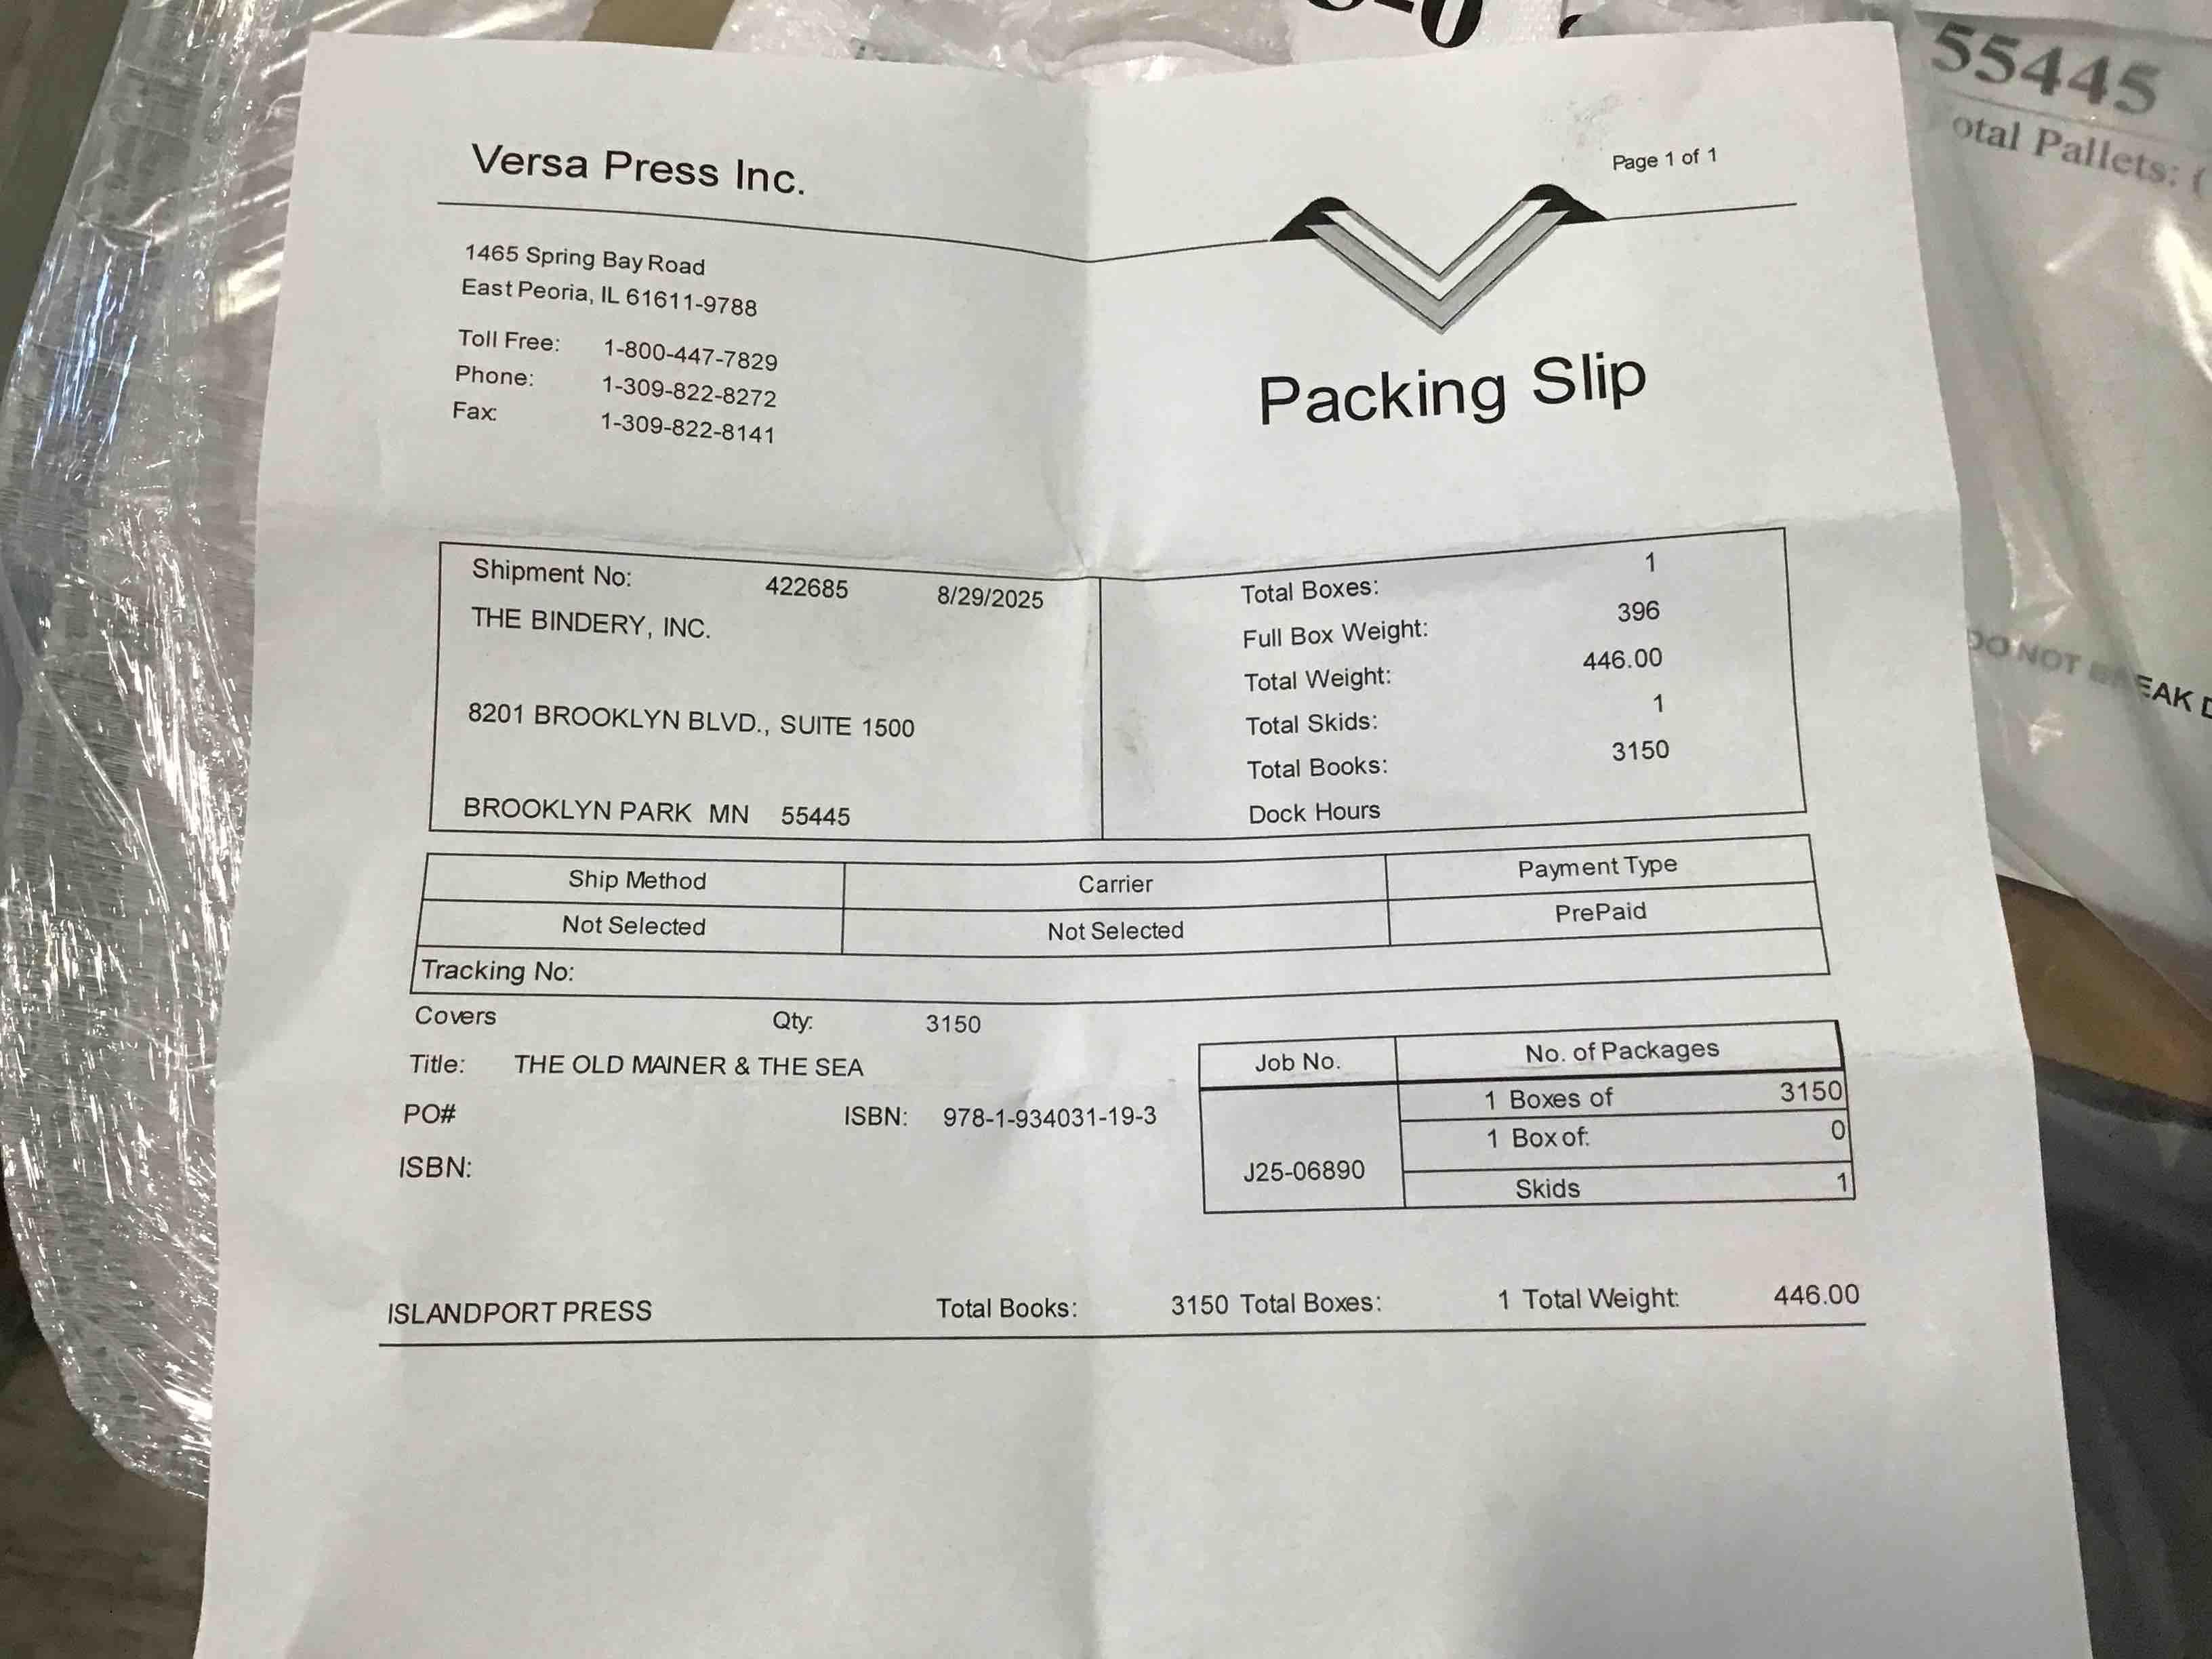 55445
otal Pallets:
Page 1 of 1
Versa Press Inc.
1465 Spring Bay Road
East Peoria, IL 61611-9788
Toll Free: 1-800-447-7829
Phone: 1-309-822-8272
Fax: 1-309-822-8141
Packing Slip
Shipment No: 422685 8/29/2025
THE BINDERY, INC.
8201 BROOKLYN BLVD., SUITE 1500
BROOKLYN PARK MN 55445
Total Boxes: 1
Full Box Weight: 396
Total Weight: 446.00
Total Skids: 1
Total Books: 3150
Dock Hours
DO NOT BREAK D
Ship Method Carrier Payment Type
Not Selected Not Selected PrePaid
Tracking No:
Covers Qty: 3150
Title: THE OLD MAINER & THE SEA
PO# ISBN: 978-1-934031-19-3
ISBN:
Job No. No. of Packages
1 Boxes of 3150
1 Box of: 0
J25-06890
Skids 1
ISLANDPORT PRESS Total Books: 3150 Total Boxes: 1 Total Weight: 446.00